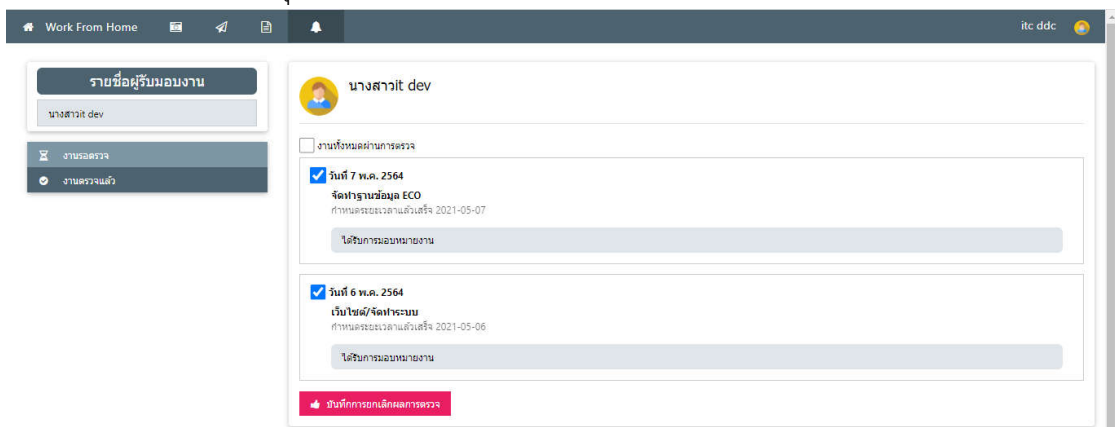 Work From Home
itc ddc
รายชื่อผู้รับมอบงาน
นางสาวit dev
งานรอตรวจ
งานตรวจแล้ว
นางสาวit dev
งานทั้งหมดผ่านการตรวจ
วันที่ 7 พ.ค. 2564
จัดทำฐานข้อมูล ECO
กำหนดระยะเวลาแล้วเสร็จ 2021-05-07
ได้รับการมอบหมายงาน
วันที่ 6 พ.ค. 2564
เว็บไซต์/จัดทำระบบ
กำหนดระยะเวลาแล้วเสร็จ 2021-05-06
ได้รับการมอบหมายงาน
บันทึกการยกเลิกผลการตรวจ